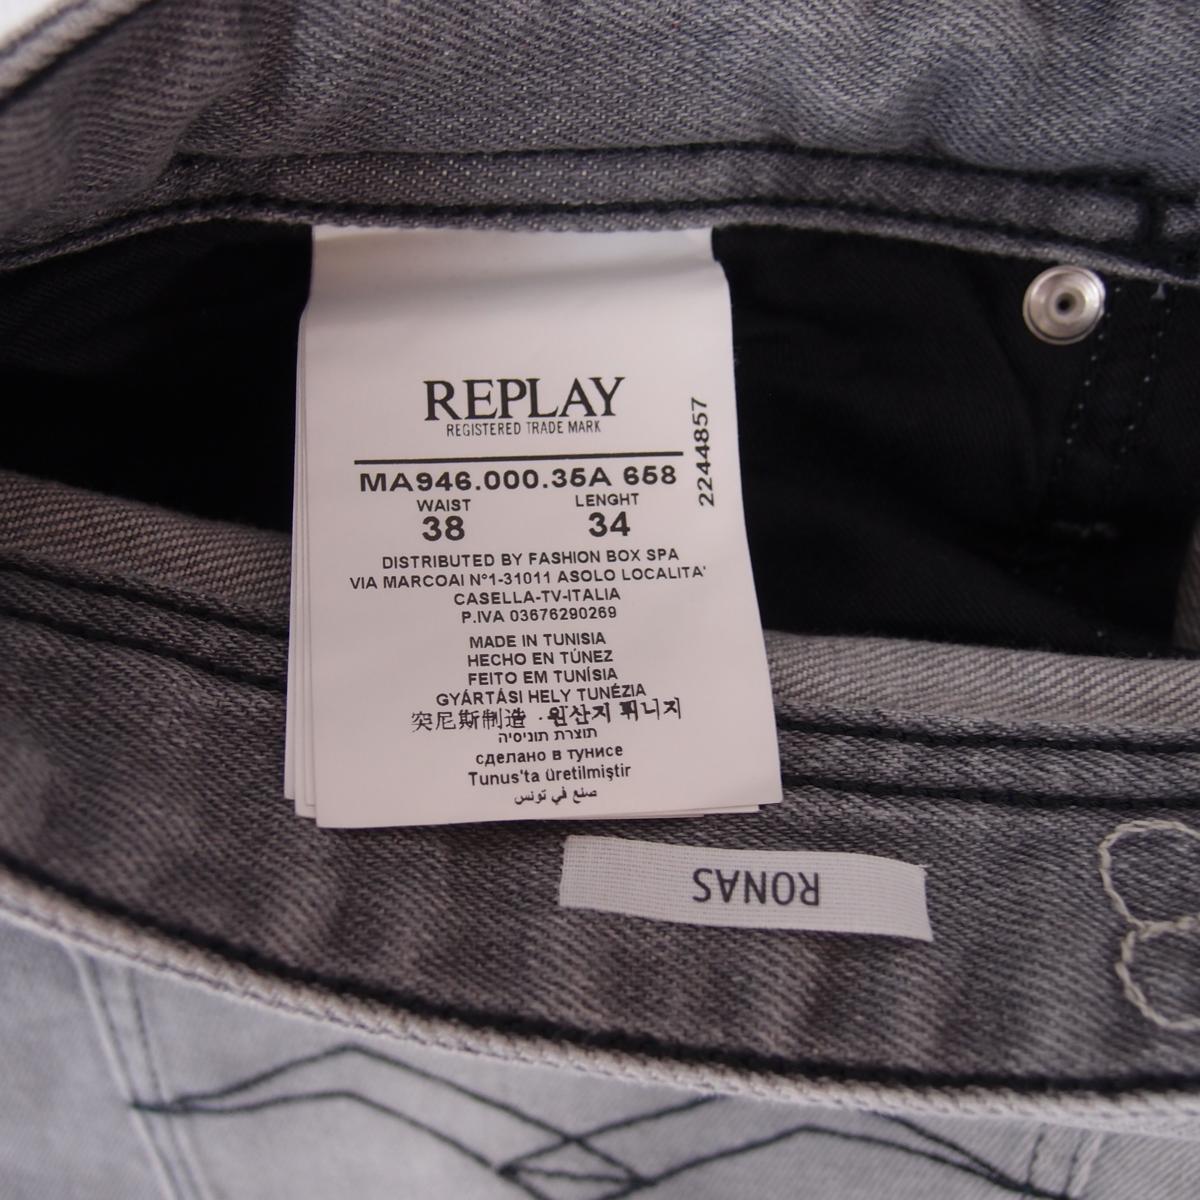 REPLAY
REGISTERED TRADE MARK
2244857
MA946.000.35A 658
WAIST LENGHT
38 34
DISTRIBUTED BY FASHION BOX SPA
VIA MARCOAI N°1-31011 ASOLO LOCALITA'
CASELLA-TV-ITALIA
P.IVA 03676290269
MADE IN TUNISIA
HECHO EN TÚNEZ
FEITO EM TUNÍSIA
GYÁRTÁSI HELY TUNÉZIA
突尼斯制造 · 원산지 튀니지
תוצרת תוניסיה
сделано в тунисе
Tunus'ta üretilmiştir
صنع في تونس
RONAS